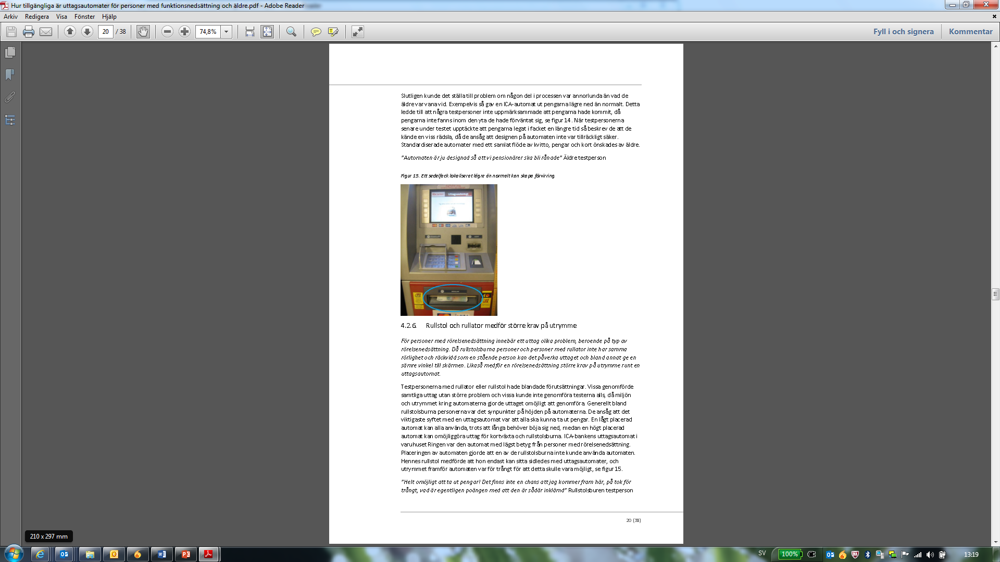 Hur tillgängliga är uttagsautomater för personer med funktionsnedsättning och äldre.pdf - Adobe Reader
Arkiv Redigera Visa Fönster Hjälp
20 / 38 74,8% Fyll i och signera Kommentar
Slutligen kunde det ställa till problem om någon del i processen var annorlunda än vad de
äldre var vana vid. Exempelvis så gav en ICA-automat ut pengarna lägre ned än normalt. Detta
ledde till att några testpersoner inte uppmärksammade att pengarna hade kommit, då
pengarna inte fanns inom den yta de hade förväntat sig, se figur 14. När testpersonerna
senare under testet upptäckte att pengarna legat i facket en längre tid så beskrev de att de
kände en viss rädsla, då de ansåg att designen på automaten inte var tillräckligt säker.
Standardiserade automater med ett samlat flöde av kvitto, pengar och kort önskades av äldre.
"Automaten är ju designad så att vi pensionärer ska bli rånade" Äldre testperson
Figur 13. Ett sedelfack lokaliserat lägre än normalt kan skapa förvirring
Uttagsautomat
4.2.6. Rullstol och rullator medför större krav på utrymme
För personer med rörelsenedsättning innebär ett uttag olika problem, beroende på typ av
rörelsenedsättning. Då rullstolsburna personer och personer med rullator inte har samma
rörlighet och räckvidd som en stående person kan det påverka uttaget och bland annat ge en
sämre vinkel till skärmen. Likaså medför en rörelsenedsättning större krav på utrymme runt en
uttagsautomat.
Testpersonerna med rullator eller rullstol hade blandade förutsättningar. Vissa genomförde
samtliga uttag utan större problem och vissa kunde inte genomföra testerna alls, då miljön
och utrymmet kring automaterna gjorde uttaget omöjligt att genomföra. Generellt bland
rullstolsburna personerna var det synpunkter på höjden på automaterna. De ansåg att det
viktigaste syftet med en uttagsautomat var att alla ska kunna ta ut pengar. En lågt placerad
automat kan alla använda, trots att långa behöver böja sig ned, medan en högt placerad
automat kan omöjliggöra uttag för kortväxta och rullstolsburna. ICA-bankens uttagsautomat i
varuhuset Ringen var den automat med lägst betyg från personer med rörelsenedsättning.
Placeringen av automaten gjorde att en av de rullstolsburna inte kunde använda automaten.
Hennes rullstol medförde att hon endast kan sitta sidledes med uttagsautomater, och
utrymmet framför automaten var för trångt för att detta skulle vara möjligt, se figur 15.
"Helt omöjligt att ta ut pengar! Det finns inte en chans att jag kommer fram här, på tok för
trångt, vad är egentligen poängen med att den är sådär inklämd" Rullstolsburen testperson
20 (38)
210 x 297 mm
SV 100% 13:19